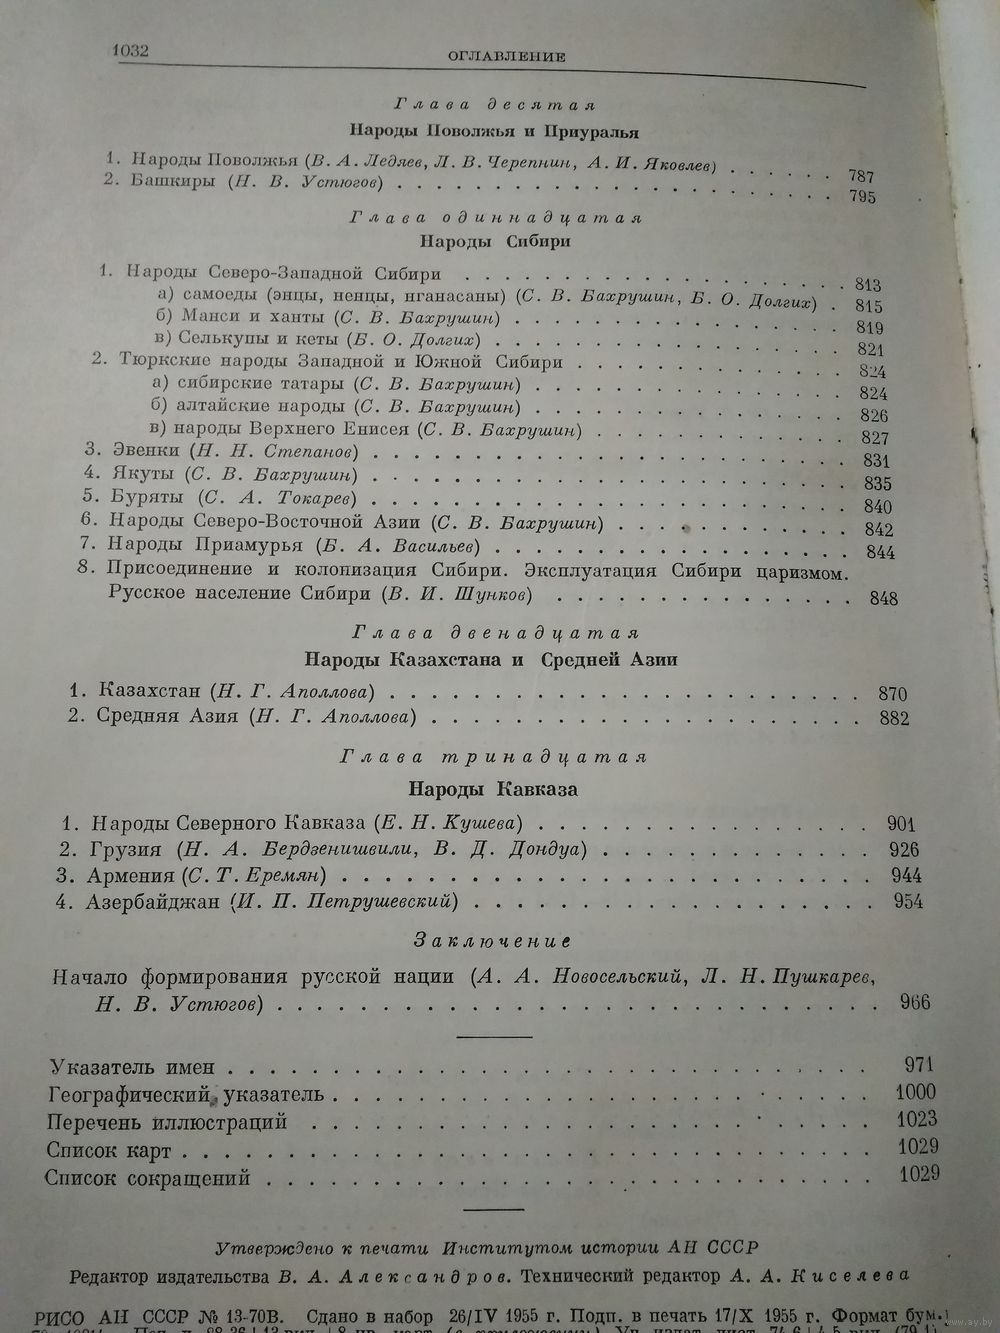 1032 ОГЛАВЛЕНИЕ
Глава десятая
Народы Поволжья и Приуралья
1. Народы Поволжья (В. А. Ледяев, Л. В. Черепнин, А. И. Яковлев) . . . . . 787
2. Башкиры (Н. В. Устюгов) . . . . . . . . . . . . . . . . . . . . 795
Глава одиннадцатая
Народы Сибири
1. Народы Северо-Западной Сибири . . . . . . . . . . . . . . . . . 813
а) самоеды (энцы, ненцы, нганасаны) (С. В. Бахрушин, Б. О. Долгих) . 815
б) Манси и ханты (С. В. Бахрушин) . . . . . . . . . . . . . . . 819
в) Селькупы и кеты (Б. О. Долгих) . . . . . . . . . . . . . . . 821
2. Тюркские народы Западной и Южной Сибири . . . . . . . . . . . . 824
а) сибирские татары (С. В. Бахрушин) . . . . . . . . . . . . . . 824
б) алтайские народы (С. В. Бахрушин) . . . . . . . . . . . . . . 826
в) народы Верхнего Енисея (С. В. Бахрушин) . . . . . . . . . . . 827
3. Эвенки (Н. Н. Степанов) . . . . . . . . . . . . . . . . . . . . 831
4. Якуты (С. В. Бахрушин) . . . . . . . . . . . . . . . . . . . . 835
5. Буряты (С. А. Токарев) . . . . . . . . . . . . . . . . . . . . 840
6. Народы Северо-Восточной Азии (С. В. Бахрушин) . . . . . . . . . 842
7. Народы Приамурья (Б. А. Васильев) . . . . . . . . . . . . . . . 844
8. Присоединение и колонизация Сибири. Эксплуатация Сибири царизмом.
Русское население Сибири (В. И. Шунков) . . . . . . . . . . . . . 848
Глава двенадцатая
Народы Казахстана и Средней Азии
1. Казахстан (Н. Г. Аполлова) . . . . . . . . . . . . . . . . . . . 870
2. Средняя Азия (Н. Г. Аполлова) . . . . . . . . . . . . . . . . . 882
Глава тринадцатая
Народы Кавказа
1. Народы Северного Кавказа (Е. Н. Кушева) . . . . . . . . . . . . . 901
2. Грузия (Н. А. Бердзенишвили, В. Д. Дондуа) . . . . . . . . . . . 926
3. Армения (С. Т. Еремян) . . . . . . . . . . . . . . . . . . . . . 944
4. Азербайджан (И. П. Петрушевский) . . . . . . . . . . . . . . . . 954
Заключение
Начало формирования русской нации (А. А. Новосельский, Л. Н. Пушкарев,
Н. В. Устюгов) . . . . . . . . . . . . . . . . . . . . . . . 966
Указатель имен . . . . . . . . . . . . . . . . . . . . . . . . 971
Географический указатель . . . . . . . . . . . . . . . . . . . . 1000
Перечень иллюстраций . . . . . . . . . . . . . . . . . . . . . 1023
Список карт . . . . . . . . . . . . . . . . . . . . . . . . . . 1029
Список сокращений . . . . . . . . . . . . . . . . . . . . . . . 1029
Утверждено к печати Институтом истории АН СССР
Редактор издательства В. А. Александров. Технический редактор А. А. Киселева
РИСО АН СССР № 13-70В. Сдано в набор 26/IV 1955 г. Подп. в печать 17/X 1955 г. Формат бум.
www.ay.by